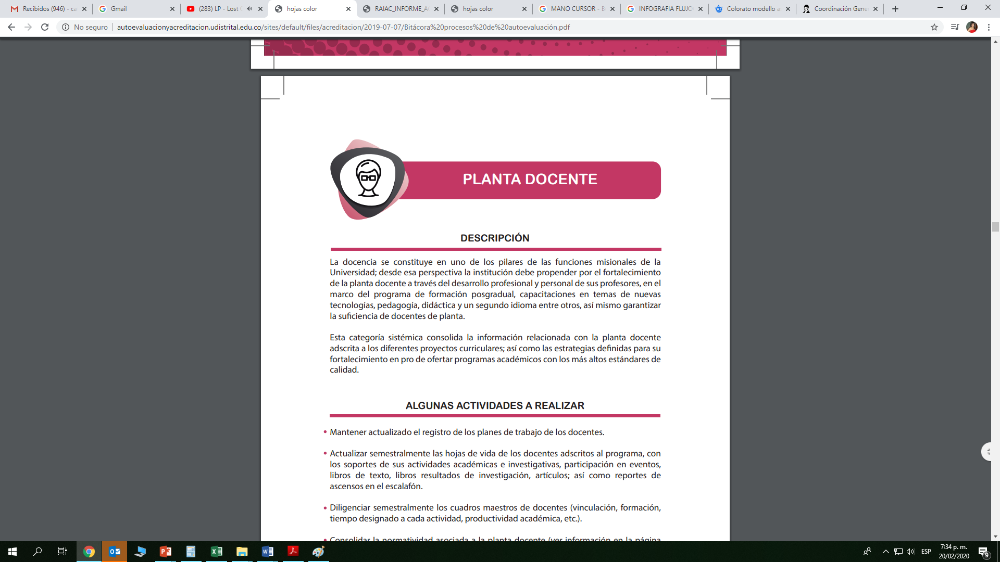 Recibidos (946) - ca
Gmail
(283) LP - Lost
hojas color
RAIAC_INFORME_A
hojas color
MANO CURSOR - B
INFOGRAFIA FLUJO
Colorato modello a
Coordinación Gene
No seguro
autoevaluacionyacreditacion.udistrital.edu.co/sites/default/files/acreditacion/2019-07-07/Bitácora%20procesos%20de%20autoevaluación.pdf
PLANTA DOCENTE
DESCRIPCIÓN
La docencia se constituye en uno de los pilares de las funciones misionales de la
Universidad; desde esa perspectiva la institución debe propender por el fortalecimiento
de la planta docente a través del desarrollo profesional y personal de sus profesores, en el
marco del programa de formación posgradual, capacitaciones en temas de nuevas
tecnologías, pedagogía, didáctica y un segundo idioma entre otros, así mismo garantizar
la suficiencia de docentes de planta.
Esta categoría sistémica consolida la información relacionada con la planta docente
adscrita a los diferentes proyectos curriculares; así como las estrategias definidas para su
fortalecimiento en pro de ofertar programas académicos con los más altos estándares de
calidad.
ALGUNAS ACTIVIDADES A REALIZAR
• Mantener actualizado el registro de los planes de trabajo de los docentes.
• Actualizar semestralmente las hojas de vida de los docentes adscritos al programa, con
los soportes de sus actividades académicas e investigativas, participación en eventos,
libros de texto, libros resultados de investigación, artículos; así como reportes de
ascensos en el escalafón.
• Diligenciar semestralmente los cuadros maestros de docentes (vinculación, formación,
tiempo designado a cada actividad, productividad académica, etc.).
• Consolidar la normatividad asociada a la planta docente (ver información en la página
ESP
7:34 p. m.
20/02/2020
9